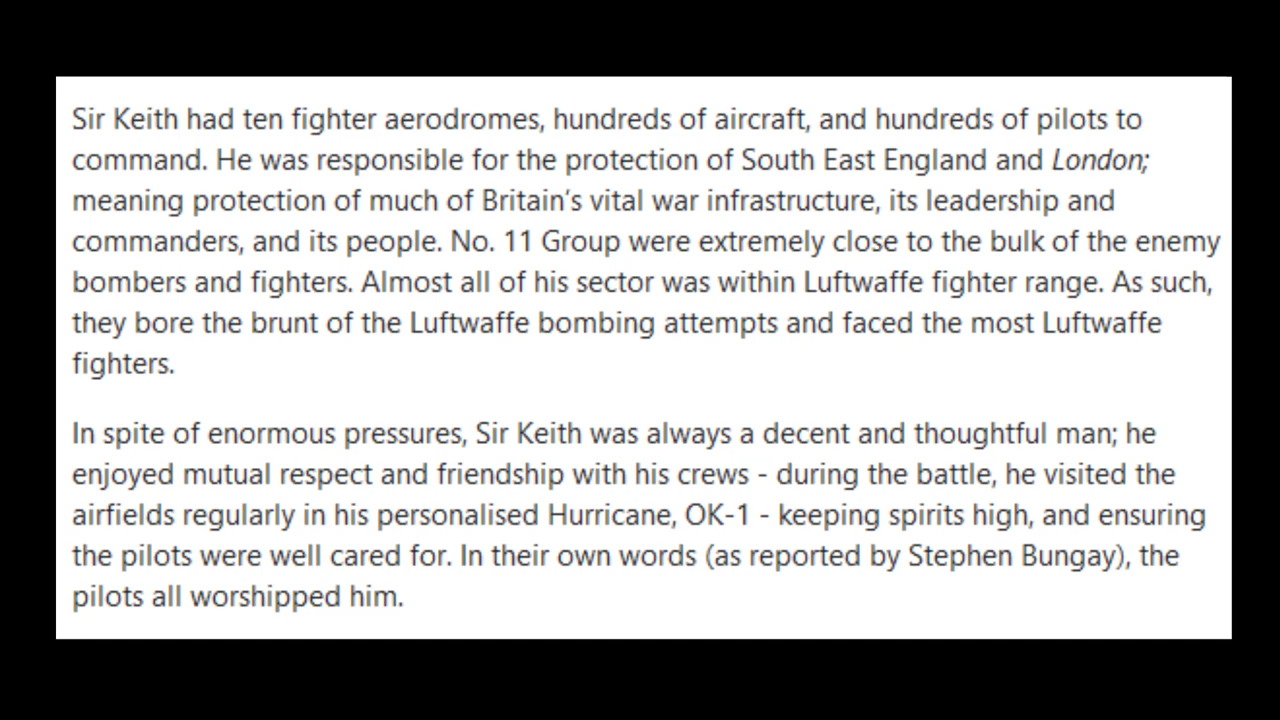 Sir Keith had ten fighter aerodromes, hundreds of aircraft, and hundreds of pilots to
command. He was responsible for the protection of South East England and London;
meaning protection of much of Britain’s vital war infrastructure, its leadership and
commanders, and its people. No. 11 Group were extremely close to the bulk of the enemy
bombers and fighters. Almost all of his sector was within Luftwaffe fighter range. As such,
they bore the brunt of the Luftwaffe bombing attempts and faced the most Luftwaffe
fighters.
In spite of enormous pressures, Sir Keith was always a decent and thoughtful man; he
enjoyed mutual respect and friendship with his crews - during the battle, he visited the
airfields regularly in his personalised Hurricane, OK-1 - keeping spirits high, and ensuring
the pilots were well cared for. In their own words (as reported by Stephen Bungay), the
pilots all worshipped him.